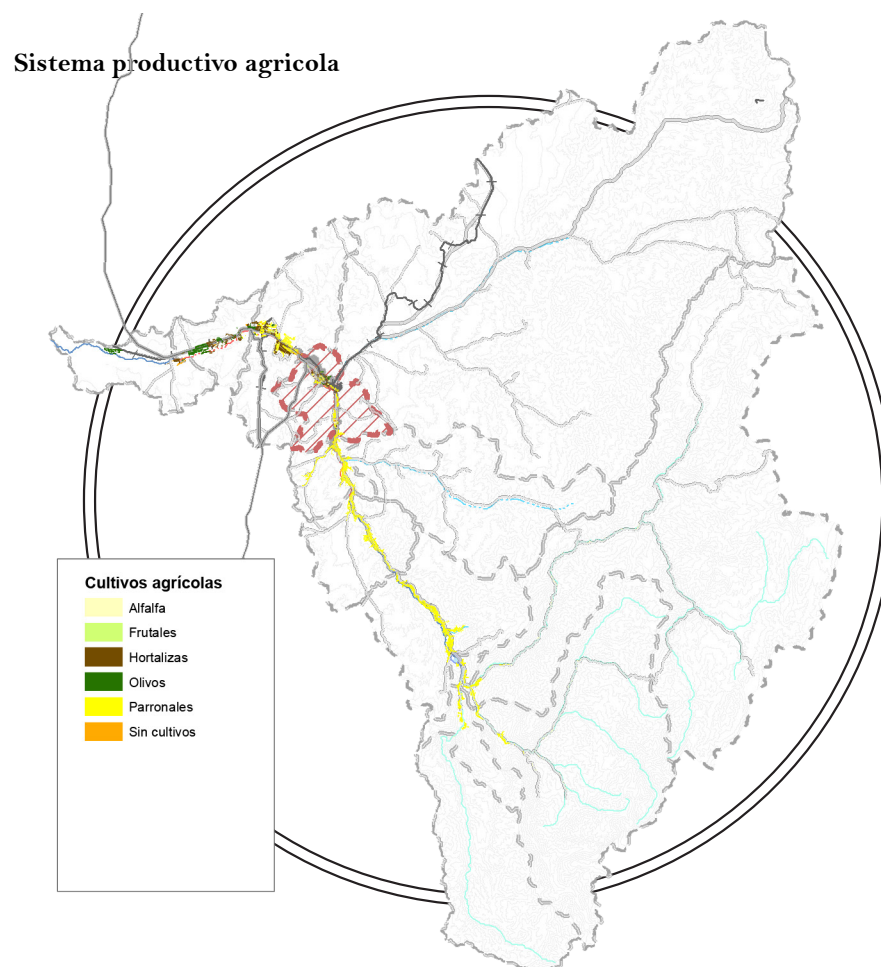 Sistema productivo agricola
Cultivos agrícolas
Alfalfa
Frutales
Hortalizas
Olivos
Parronales
Sin cultivos